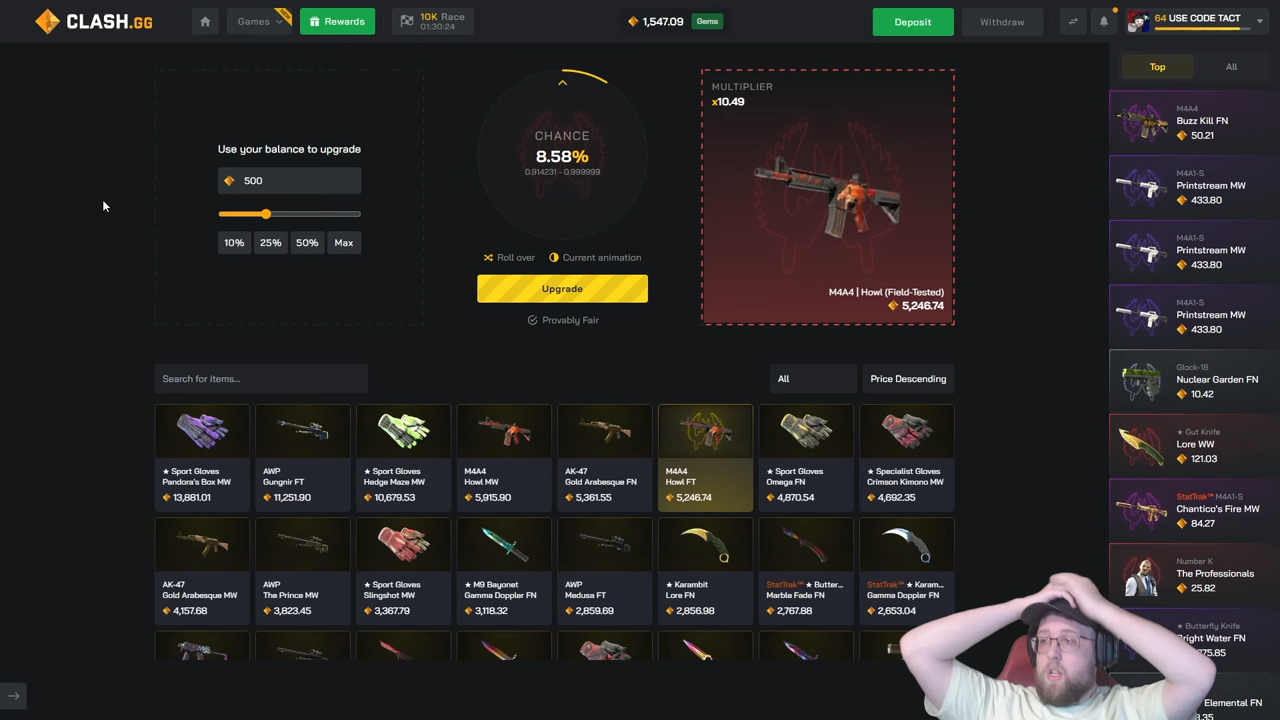 CLASH.GG
Games
NEW
Rewards
10K Race
01:30:24
1,547.09 Gems
Deposit
Withdraw
64 USE CODE TACT
Use your balance to upgrade
500
10% 25% 50% Max
CHANCE
8.58%
0.914231 - 0.999999
Roll over Current animation
Upgrade
Provably Fair
MULTIPLIER
x10.49
M4A4 | Howl (Field-Tested)
5,246.74
Search for items...
All
Price Descending
★ Sport Gloves
Pandora's Box MW
13,881.01
AWP
Gungnir FT
11,251.90
★ Sport Gloves
Hedge Maze MW
10,679.53
M4A4
Howl MW
5,915.90
AK-47
Gold Arabesque FN
5,361.55
M4A4
Howl FT
5,246.74
★ Sport Gloves
Omega FN
4,870.54
★ Specialist Gloves
Crimson Kimono MW
4,692.35
AK-47
Gold Arabesque MW
4,157.68
AWP
The Prince MW
3,823.45
★ Sport Gloves
Slingshot MW
3,367.79
★ M9 Bayonet
Gamma Doppler FN
3,118.32
AWP
Medusa FT
2,859.69
★ Karambit
Lore FN
2,856.98
StatTrak™ ★ Butter...
Marble Fade FN
2,767.88
StatTrak™ ★ Karam...
Gamma Doppler FN
2,653.04
Top
All
M4A4
Buzz Kill FN
50.21
M4A1-S
Printstream MW
433.80
M4A1-S
Printstream MW
433.80
M4A1-S
Printstream MW
433.80
Glock-18
Nuclear Garden FN
10.42
★ Gut Knife
Lore WW
121.03
StatTrak™ M4A1-S
Chantico's Fire MW
84.27
Number K
The Professionals
25.82
★ Butterfly Knife
Bright Water FN
Elemental FN